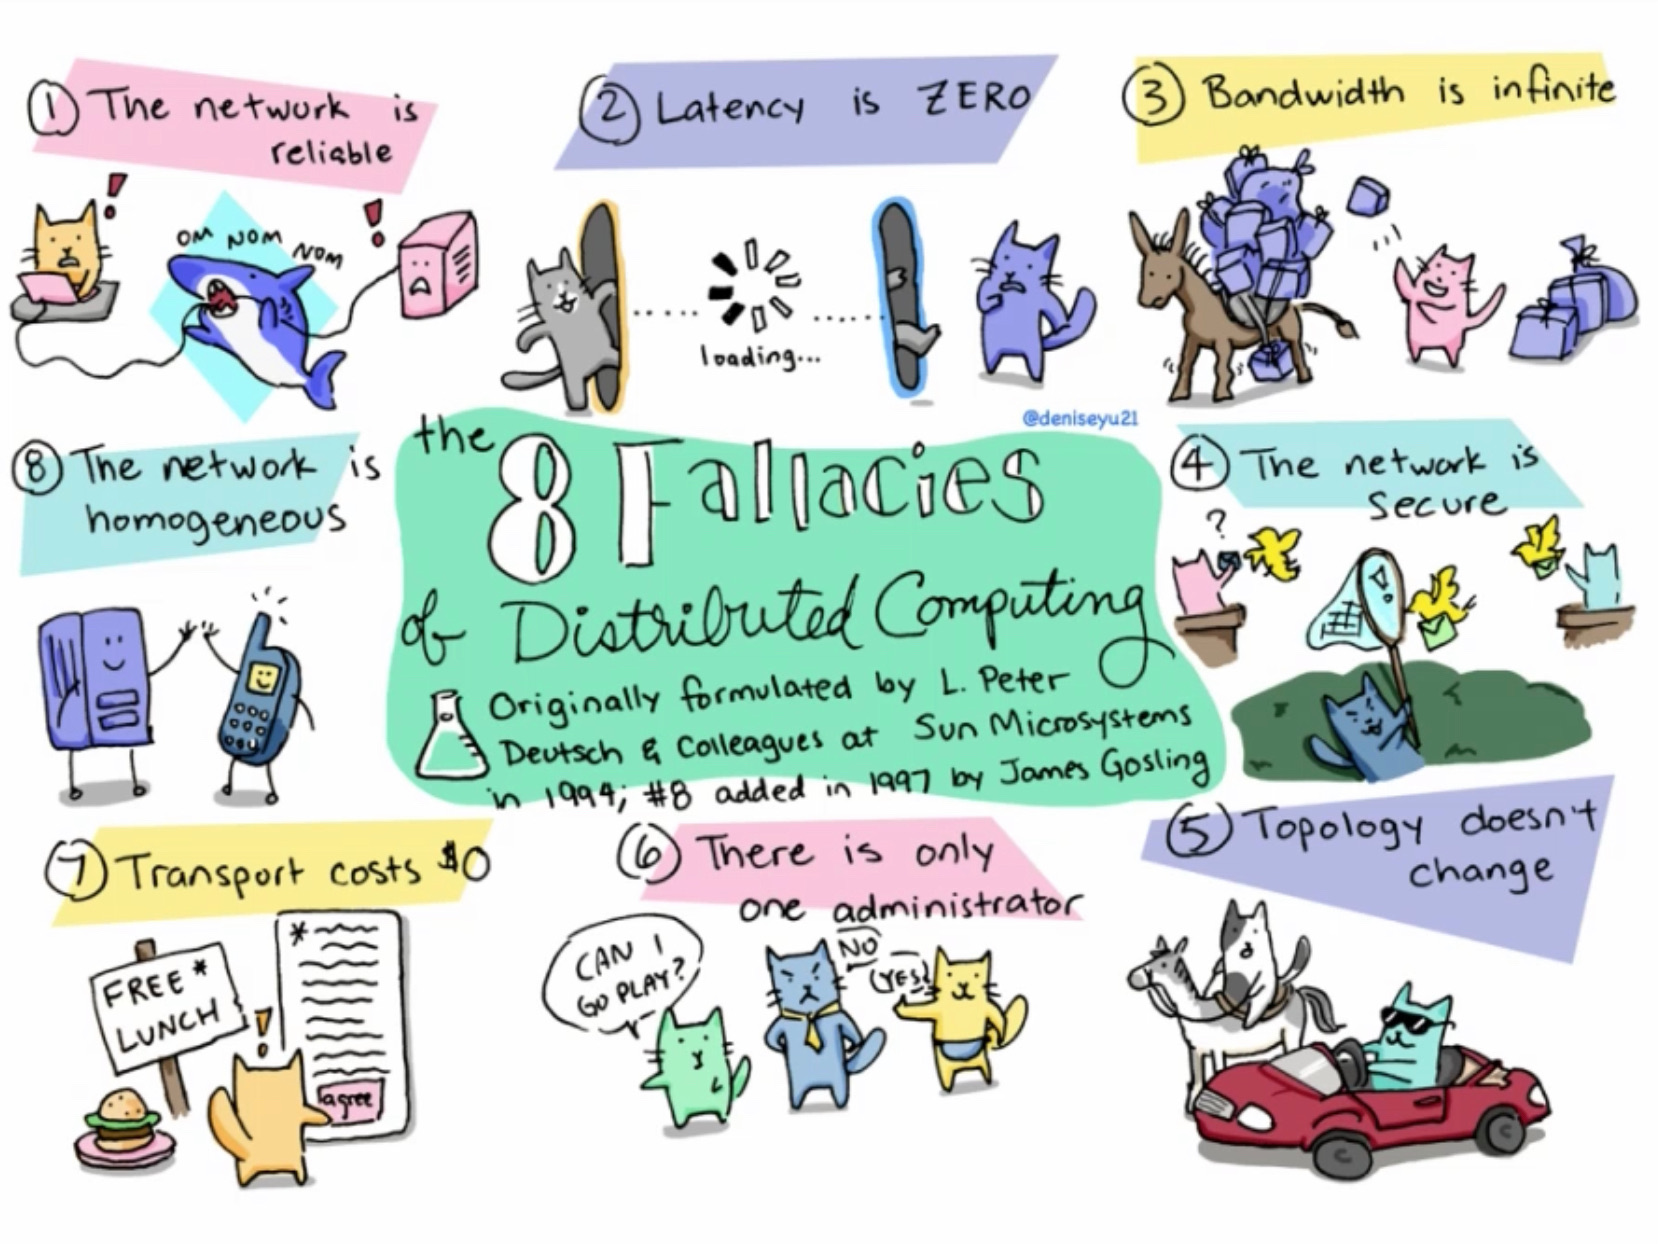 ① The network is
reliable
!
!
OM NOM NOM
② Latency is ZERO
loading...
③ Bandwidth is infinite
@deniseyu21
the 8 Fallacies
of Distributed Computing
Originally formulated by L. Peter
Deutsch & Colleagues at Sun Microsystems
in 1994; #8 added in 1997 by James Gosling
④ The network is
secure
?
⑤ Topology doesn't
change
⑥ There is only
one administrator
CAN I
GO PLAY?
NO
YES!
⑦ Transport costs $0
FREE*
LUNCH
!
*
agree
⑧ The network is
homogeneous